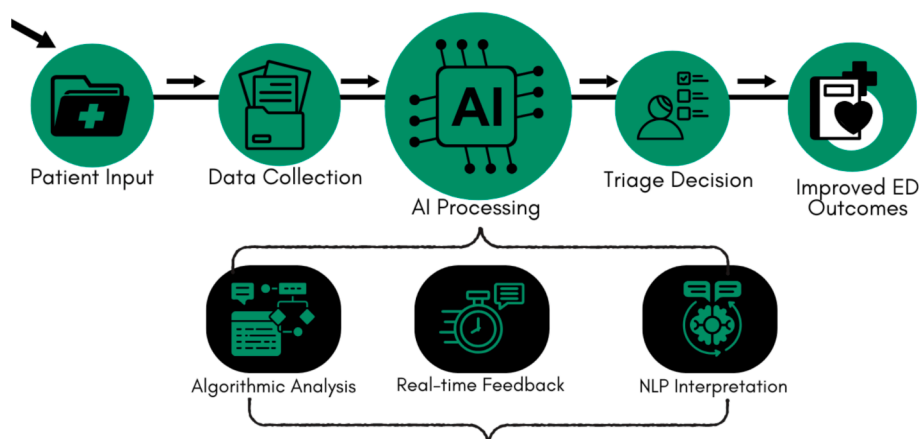 AI
Patient Input
Data Collection
AI Processing
Triage Decision
Improved ED
Outcomes
Algorithmic Analysis
Real-time Feedback
NLP Interpretation